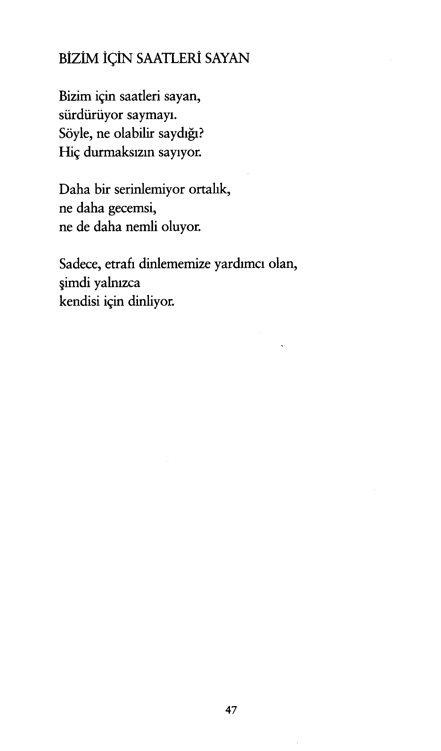 BİZİM İÇİN SAATLERİ SAYAN
Bizim için saatleri sayan,
sürdürüyor saymayı.
Söyle, ne olabilir saydığı?
Hiç durmaksızın sayıyor.
Daha bir serinlemiyor ortalık,
ne daha gecemsi,
ne de daha nemli oluyor.
Sadece, etrafı dinlememize yardımcı olan,
şimdi yalnızca
kendisi için dinliyor.
47